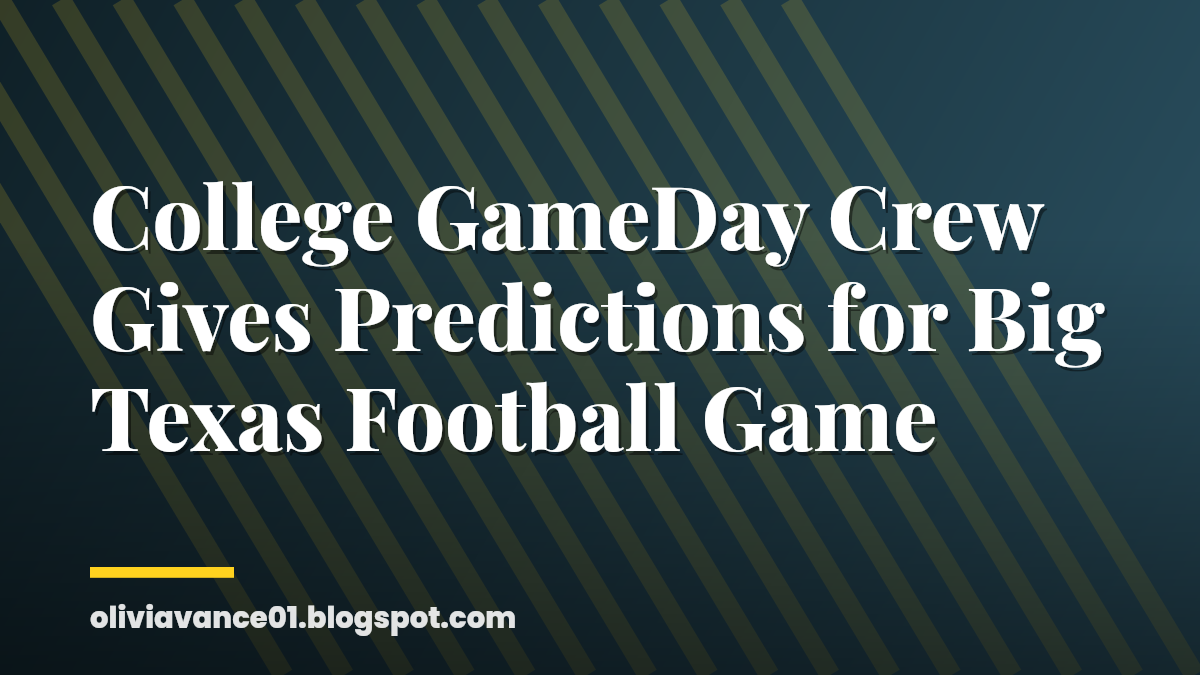 College GameDay Crew
Gives Predictions for Big
Texas Football Game
oliviavance01.blogspot.com